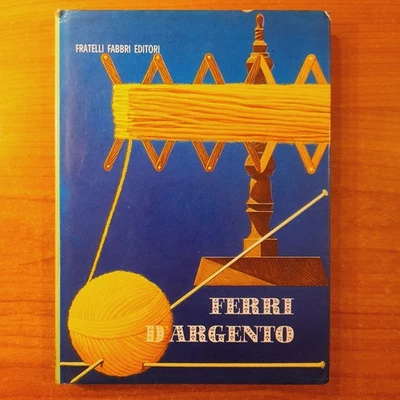 FRATELLI FABBRI EDITORI
FERRI
D'ARGENTO